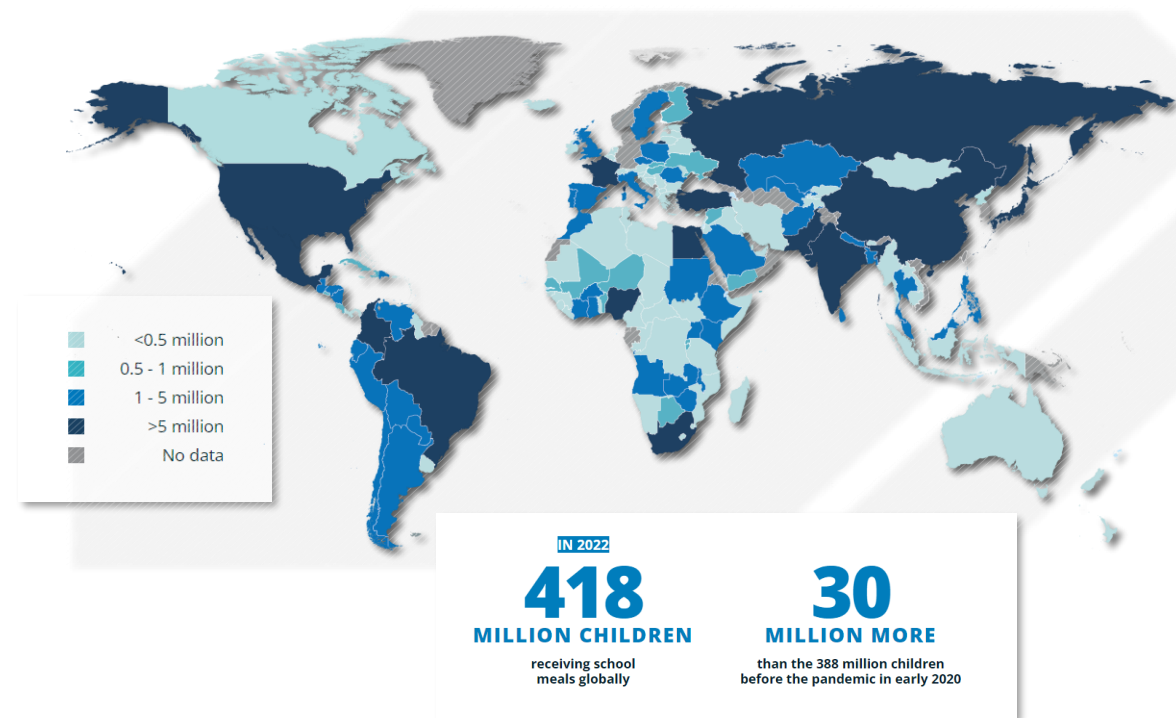 <0.5 million
0.5 - 1 million
1 - 5 million
>5 million
No data
IN 2022
418
MILLION CHILDREN
receiving school
meals globally
30
MILLION MORE
than the 388 million children
before the pandemic in early 2020